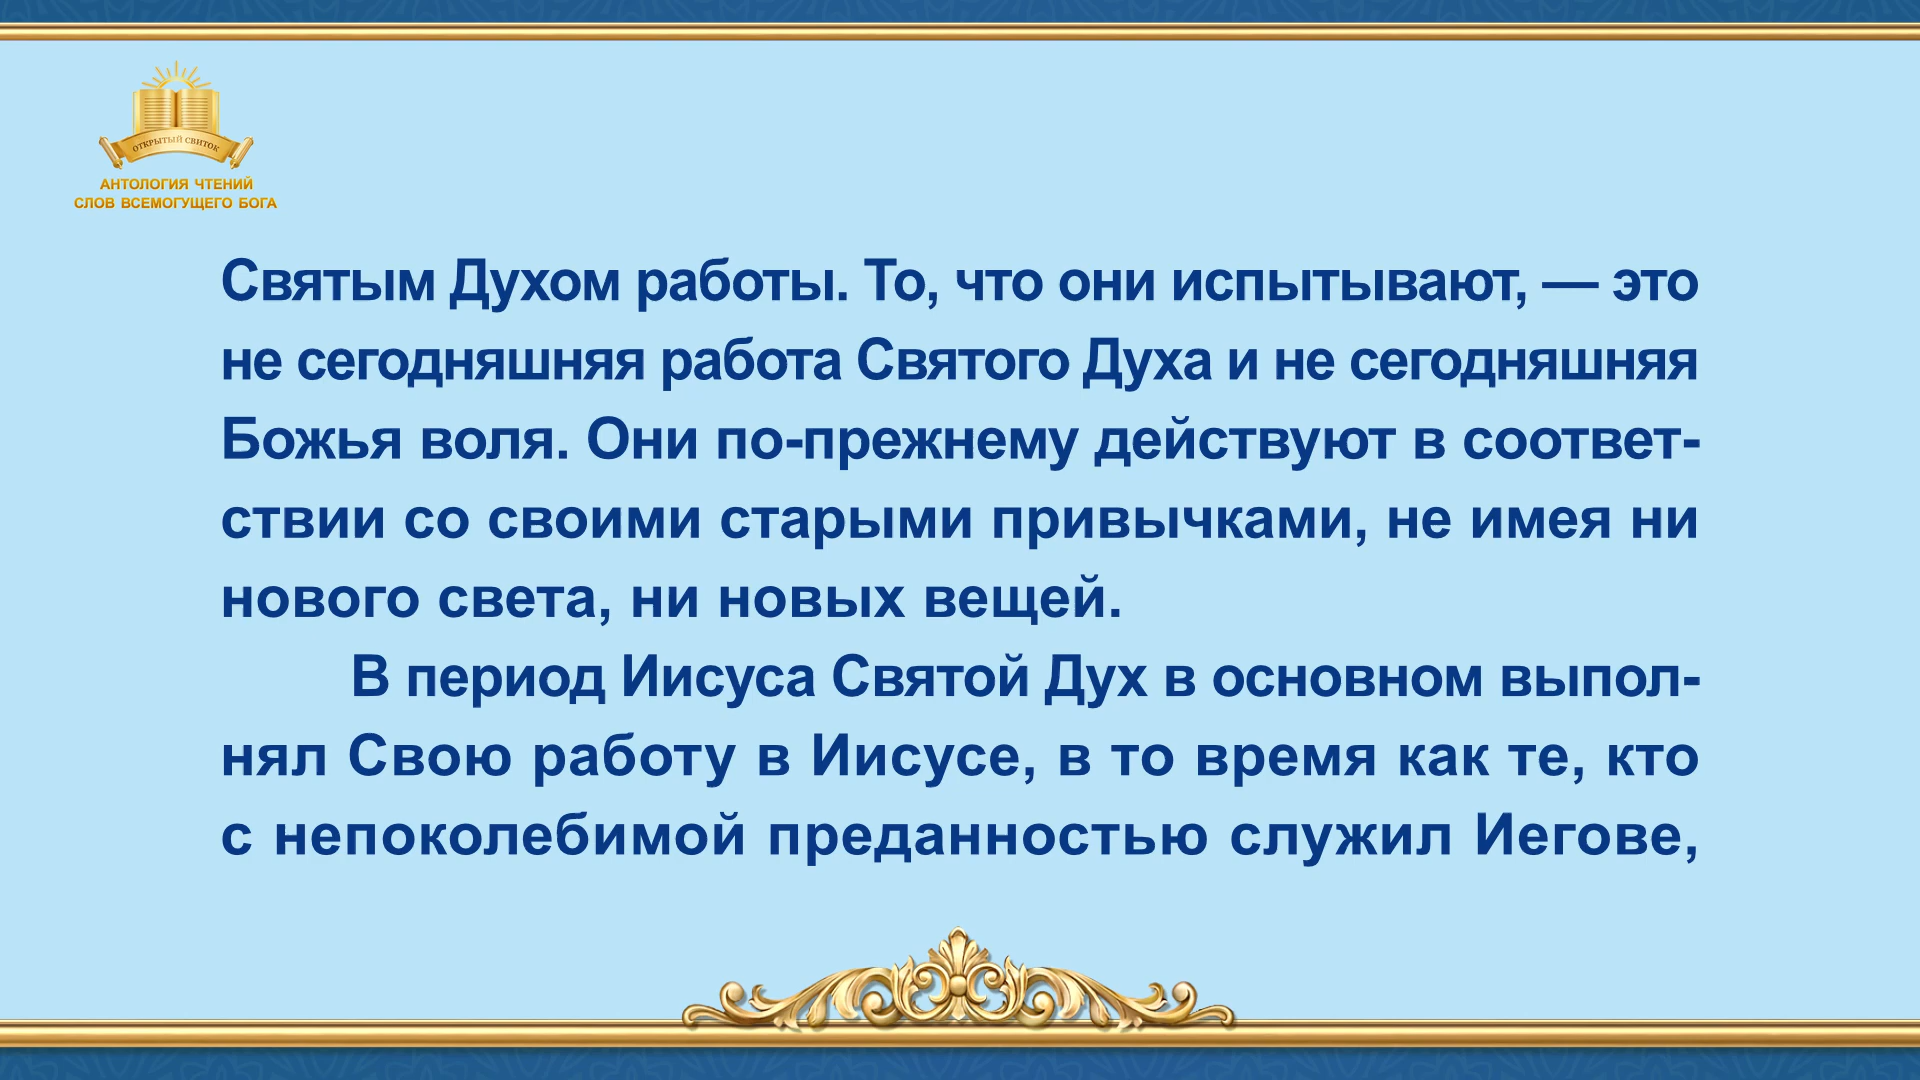 ОТКРЫТЫЙ СВИТОК
АНТОЛОГИЯ ЧТЕНИЙ
СЛОВ ВСЕМОГУЩЕГО БОГА
Святым Духом работы. То, что они испытывают, — это
не сегодняшняя работа Святого Духа и не сегодняшняя
Божья воля. Они по-прежнему действуют в соответ-
ствии со своими старыми привычками, не имея ни
нового света, ни новых вещей.
В период Иисуса Святой Дух в основном выпол-
нял Свою работу в Иисусе, в то время как те, кто
с непоколебимой преданностью служил Иегове,